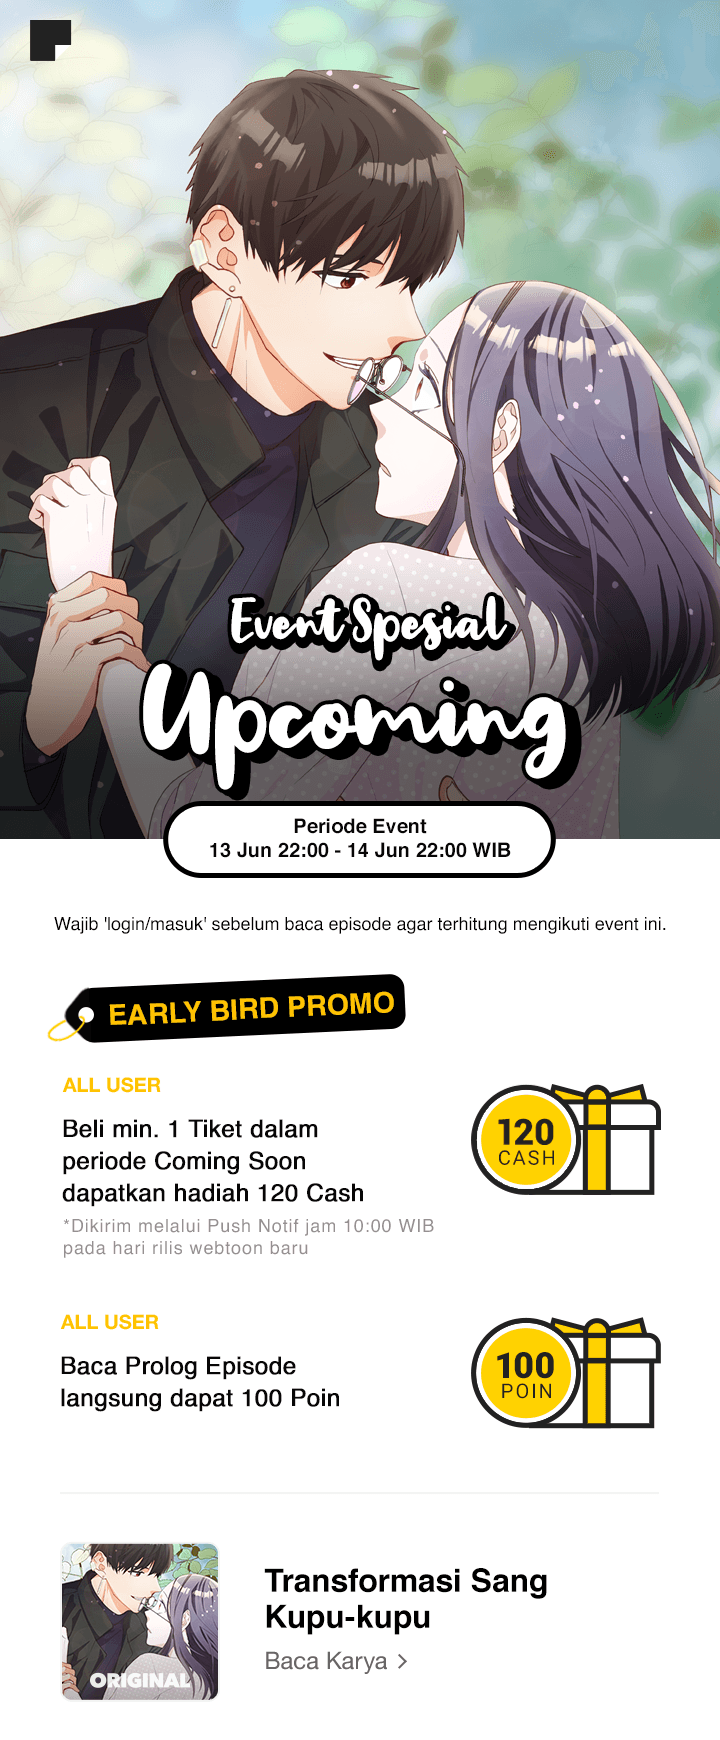 Event Spesial
Upcoming
Periode Event
13 Jun 22:00 - 14 Jun 22:00 WIB
Wajib 'login/masuk' sebelum baca episode agar terhitung mengikuti event ini.
EARLY BIRD PROMO
ALL USER
Beli min. 1 Tiket dalam
periode Coming Soon
dapatkan hadiah 120 Cash
*Dikirim melalui Push Notif jam 10:00 WIB
pada hari rilis webtoon baru
120
CASH
ALL USER
Baca Prolog Episode
langsung dapat 100 Poin
100
POIN
ORIGINAL
Transformasi Sang
Kupu-kupu
Baca Karya >